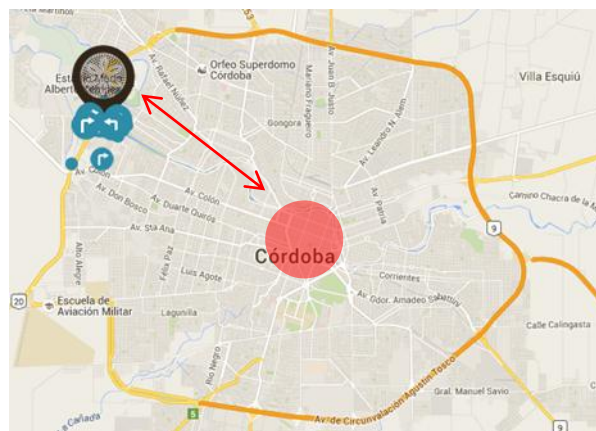 53
Av. Rafael Núñez
Orfeo Superdomo
Córdoba
Mariano Fragueiro
Av. Juan B. Justo
Villa Esquiú
Av. Leandro N. Alem
Gongora
Av. Colón
Av. Don Bosco
Av. Colón
Av. Duarte Quirós
Av. Patria
Camino Chacra de la M
9
Av. Sta Ana
Alto Alegre
Félix Paz
Luis Agote
Córdoba
Corrientes
Av. Gdor. Amadeo Sabattini
20
Escuela de
Aviación Militar
Lagunilla
Calle Calingasta
Río Negro
Gral. Manuel Savio
Av. de Circunvalación Agustín Tosco
5
9